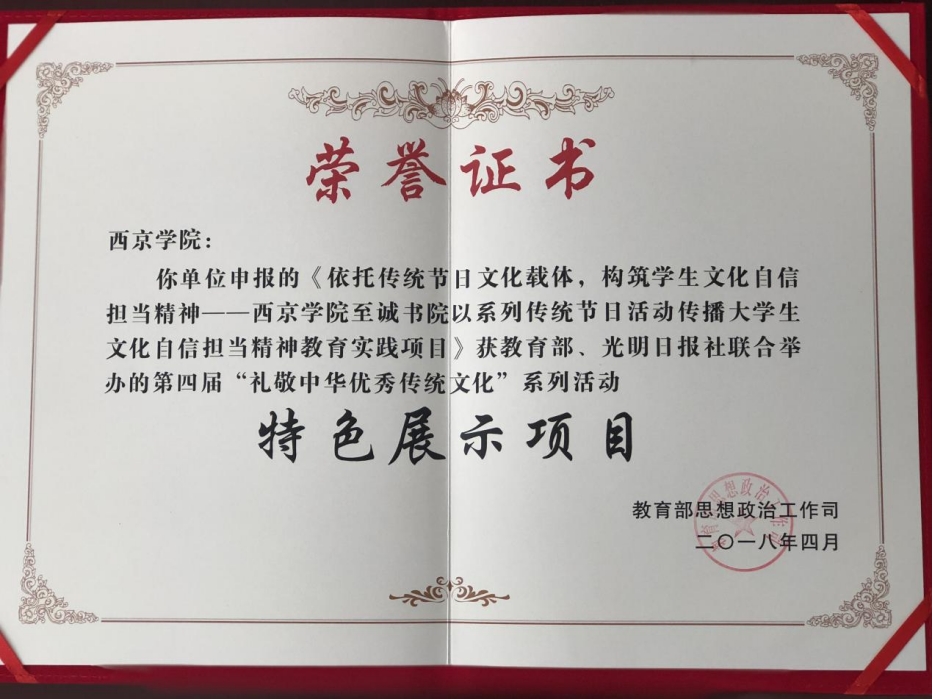 荣誉证书
西京学院：
你单位申报的《依托传统节日文化载体，构筑学生文化自信
担当精神——西京学院至诚书院以系列传统节日活动传播大学生
文化自信担当精神教育实践项目》获教育部、光明日报社联合举
办的第四届“礼敬中华优秀传统文化”系列活动
特色展示项目
教育部思想政治工作司
二〇一八年四月